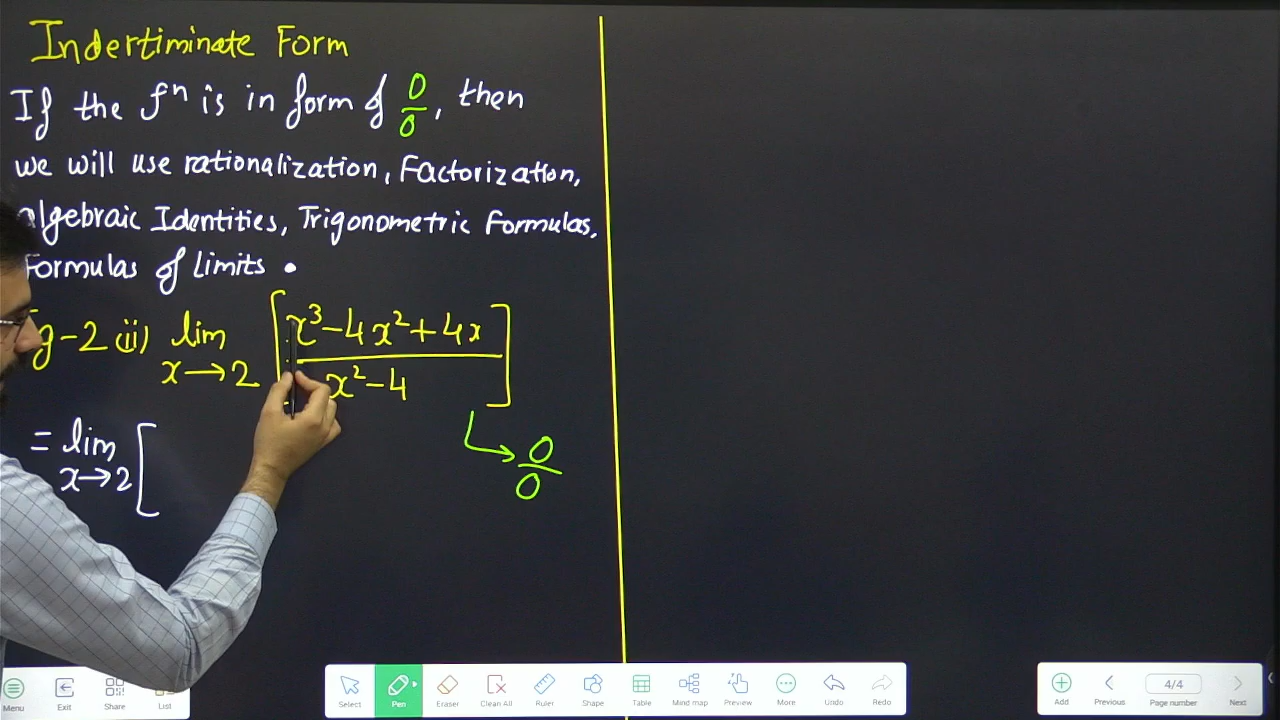 Indertiminate Form
If the fⁿ is in form of 0/0, then
we will use rationalization, Factorization,
algebraic Identities, Trigonometric Formulas,
Formulas of limits .
Eg-2 (ii) lim x→2 [x³-4x²+4x / x²-4]
→ 0/0
= lim x→2 [
Menu Exit Share List Select Pen Eraser Clean All Ruler Shape Table Mind map Preview More Undo Redo Add Previous 4/4 Page number Next